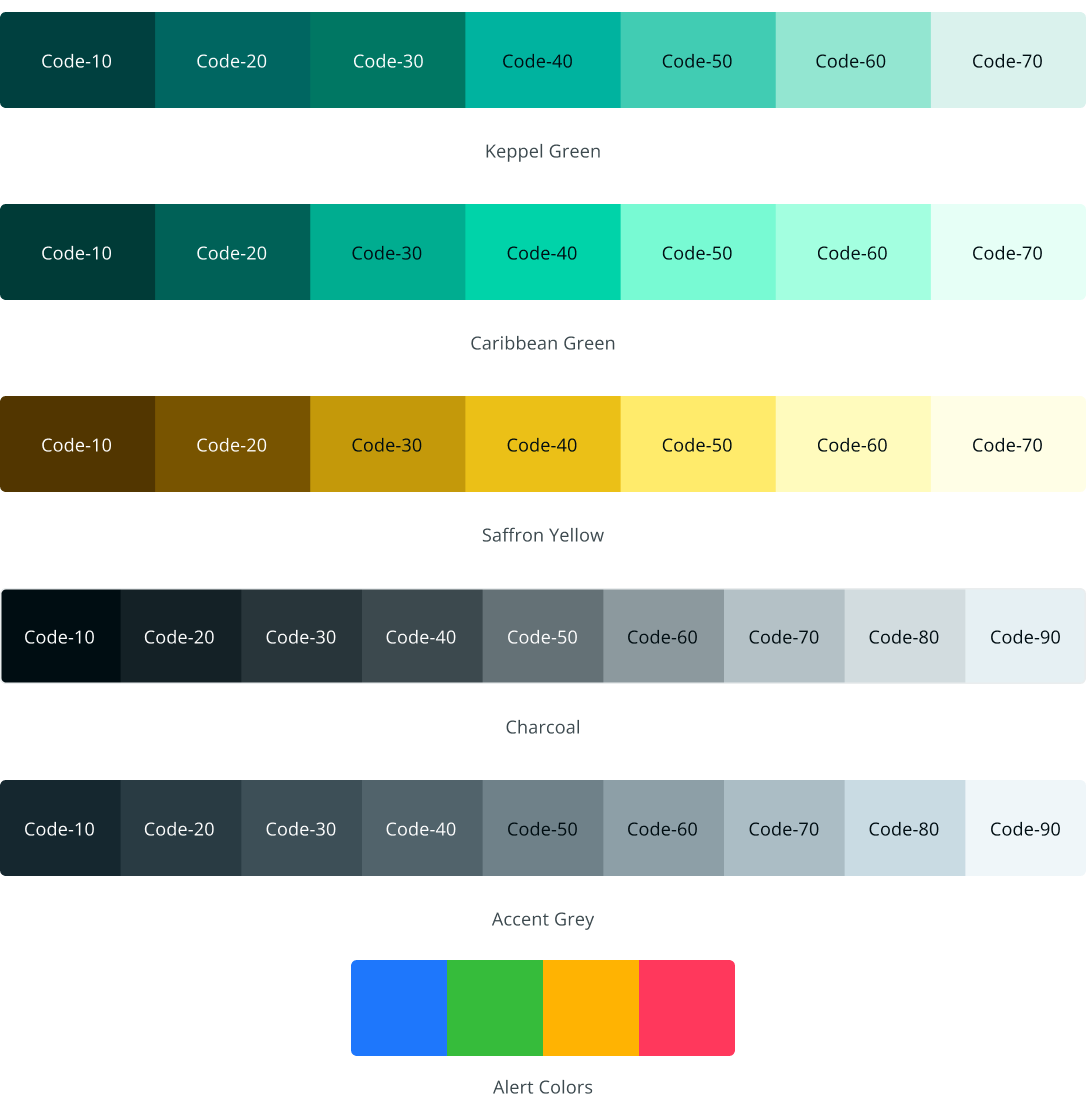 Code-10 Code-20 Code-30 Code-40 Code-50 Code-60 Code-70
Keppel Green
Code-10 Code-20 Code-30 Code-40 Code-50 Code-60 Code-70
Caribbean Green
Code-10 Code-20 Code-30 Code-40 Code-50 Code-60 Code-70
Saffron Yellow
Code-10 Code-20 Code-30 Code-40 Code-50 Code-60 Code-70 Code-80 Code-90
Charcoal
Code-10 Code-20 Code-30 Code-40 Code-50 Code-60 Code-70 Code-80 Code-90
Accent Grey
Alert Colors